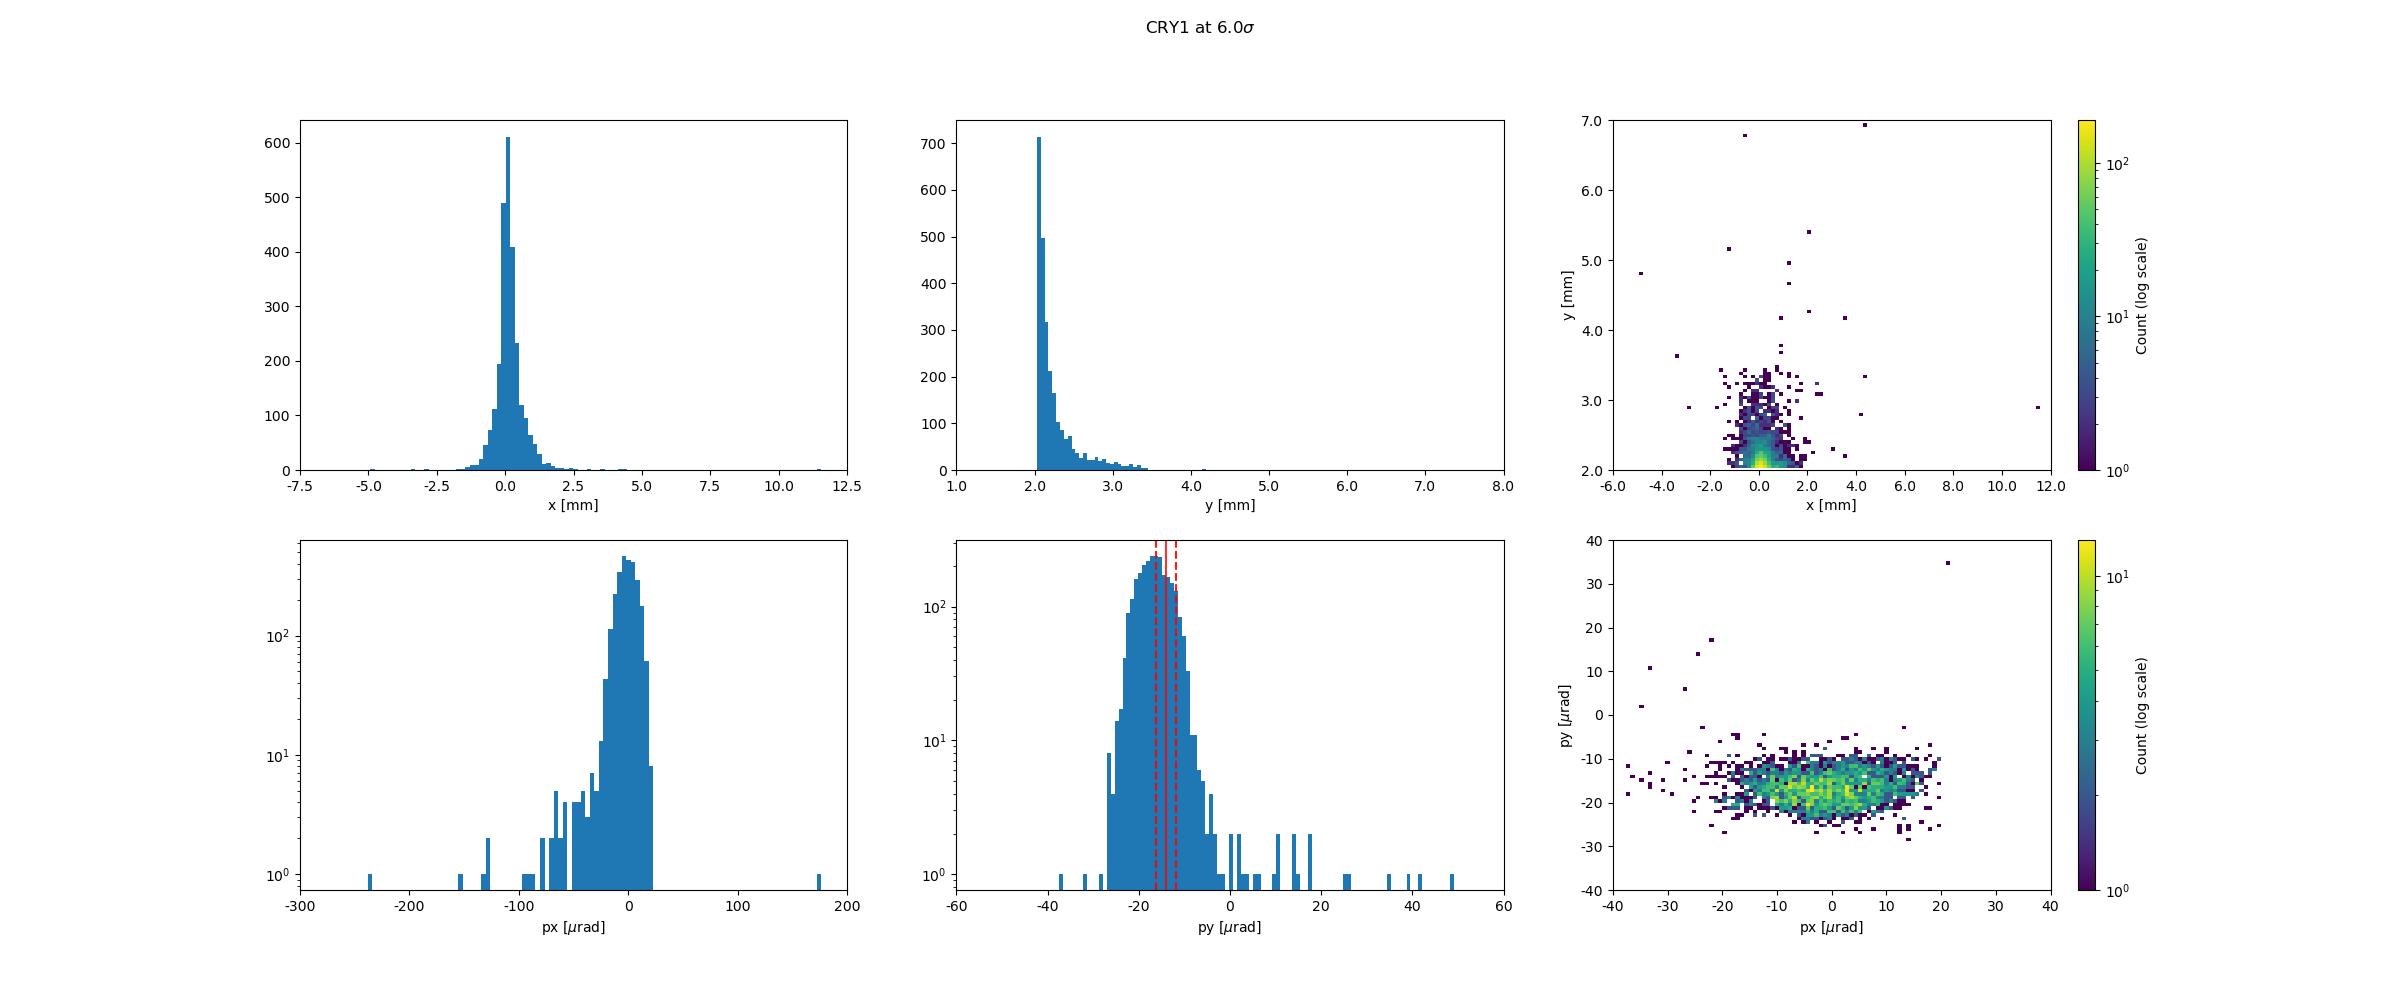 CRY1 at 6.0σ
600
500
400
300
200
100
0
-7.5 -5.0 -2.5 0.0 2.5 5.0 7.5 10.0 12.5
x [mm]
700
600
500
400
300
200
100
0
1.0 2.0 3.0 4.0 5.0 6.0 7.0 8.0
y [mm]
7.0
6.0
5.0
4.0
3.0
2.0
y [mm]
-6.0 -4.0 -2.0 0.0 2.0 4.0 6.0 8.0 10.0 12.0
x [mm]
10²
10¹
10⁰
Count (log scale)
10²
10¹
10⁰
-300 -200 -100 0 100 200
px [μrad]
10²
10¹
10⁰
-60 -40 -20 0 20 40 60
py [μrad]
40
30
20
10
0
-10
-20
-30
-40
py [μrad]
-40 -30 -20 -10 0 10 20 30 40
px [μrad]
10¹
10⁰
Count (log scale)